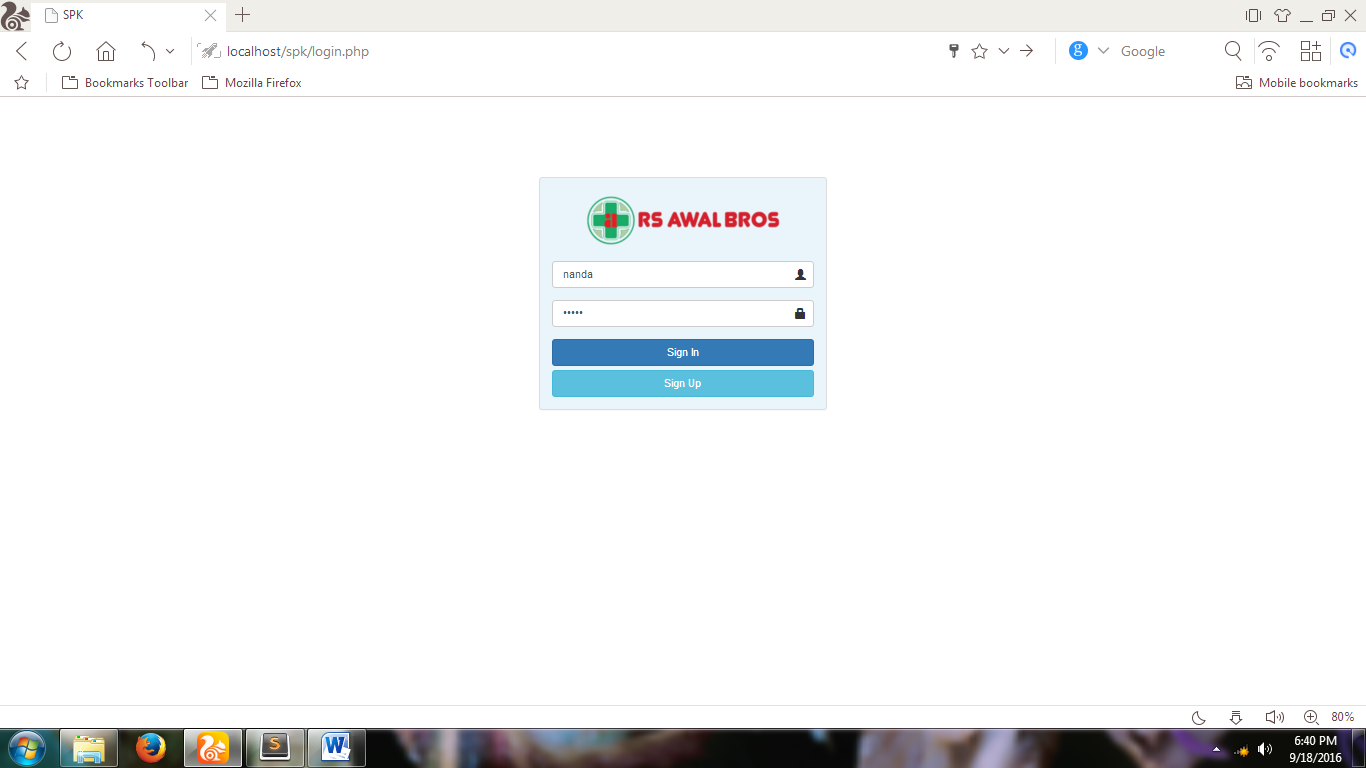 SPK
localhost/spk/login.php
Google
Bookmarks Toolbar
Mozilla Firefox
Mobile bookmarks
a RS AWAL BROS
nanda
•••••
Sign In
Sign Up
80%
6:40 PM
9/18/2016